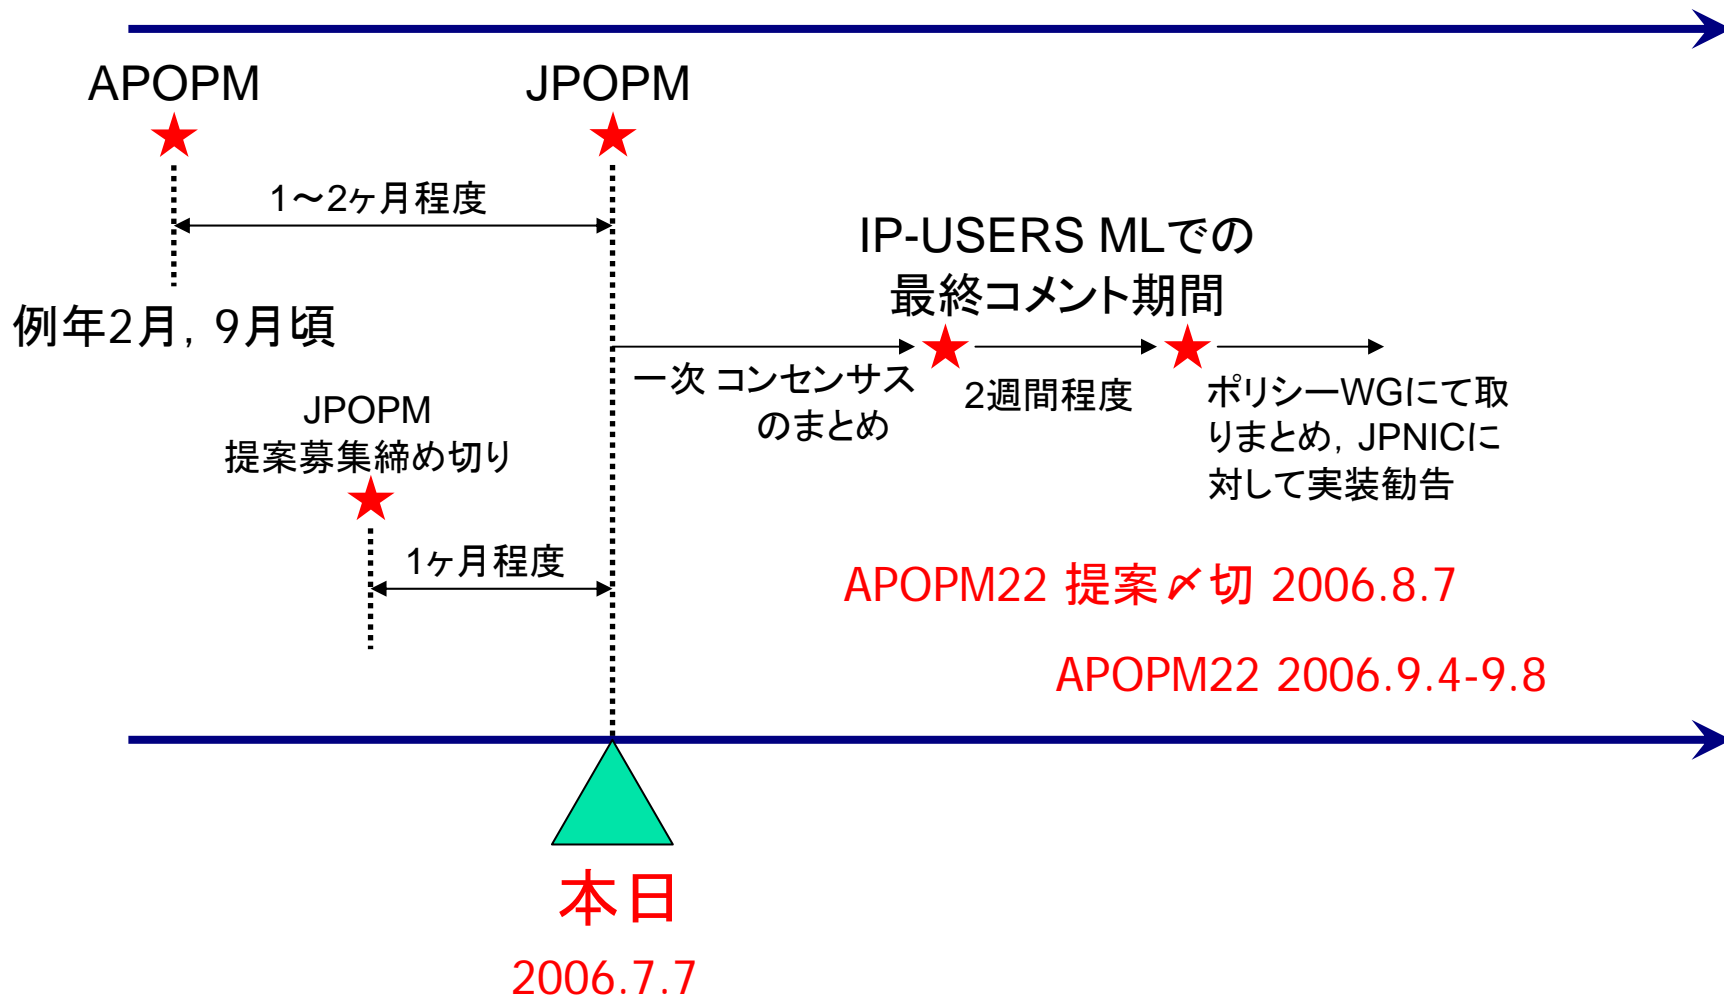 APOPM
JPOPM
1～2ヶ月程度
IP-USERS MLでの
最終コメント期間
例年2月, 9月頃
一次 コンセンサス
のまとめ
2週間程度
ポリシーWGにて取
りまとめ, JPNICに
対して実装勧告
JPOPM
提案募集締め切り
1ヶ月程度
APOPM22 提案〆切 2006.8.7
APOPM22 2006.9.4-9.8
本日
2006.7.7